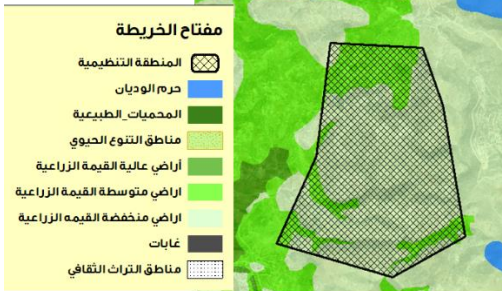 مفتاح الخريطة
المنطقة التنظيمية
حرم الوديان
المحميات_الطبيعية
مناطق التنوع الحيوي
أراضي عالية القيمة الزراعية
اراضي متوسطة القيمة الزراعية
اراضي منخفضة القيمه الزراعية
غابات
مناطق التراث الثقافي